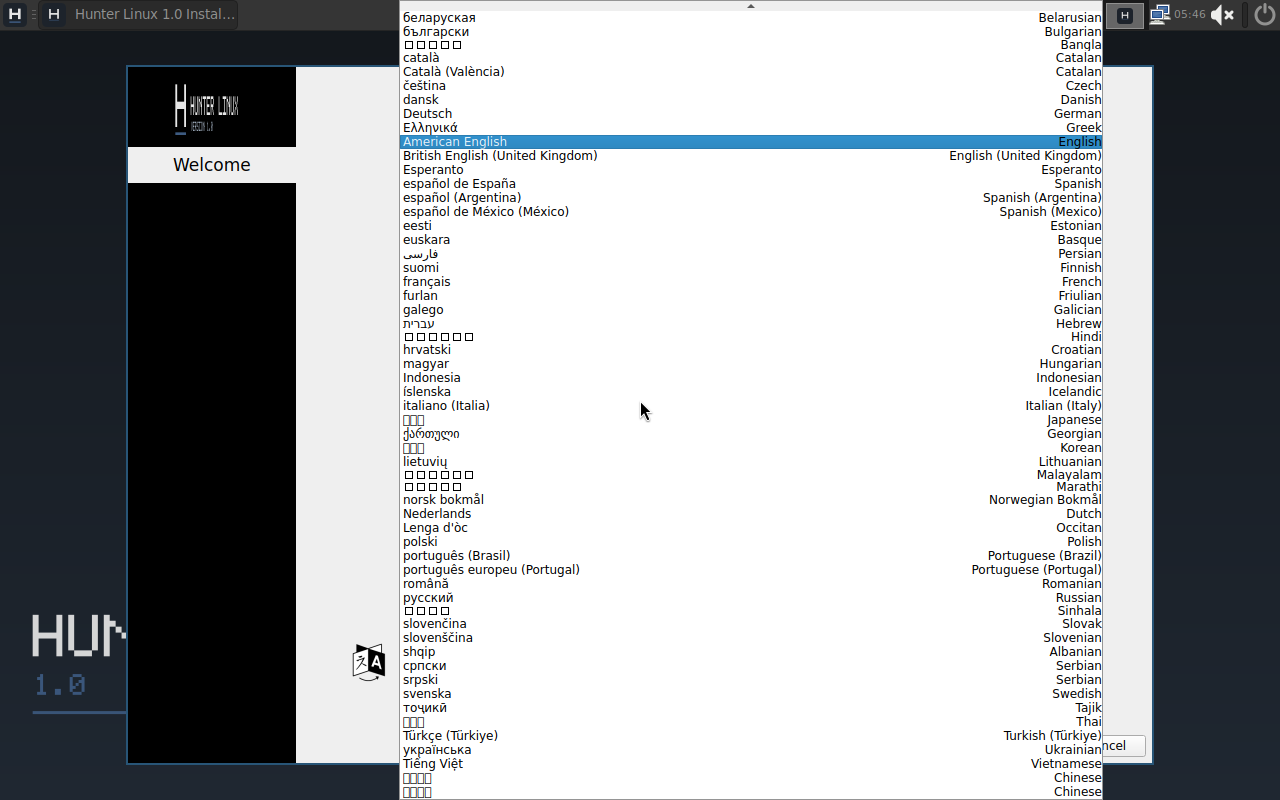 Hunter Linux 1.0 Instal...
05:46
HUNTER LINUX
VERSION 1.0
Welcome
беларуская Belarusian
български Bulgarian
Bangla
català Catalan
Català (València) Catalan
čeština Czech
dansk Danish
Deutsch German
Ελληνικά Greek
American English English
British English (United Kingdom) English (United Kingdom)
Esperanto Esperanto
español de España Spanish
español (Argentina) Spanish (Argentina)
español de México (México) Spanish (Mexico)
eesti Estonian
euskara Basque
فارسی Persian
suomi Finnish
français French
furlan Friulian
galego Galician
עברית Hebrew
Hindi
hrvatski Croatian
magyar Hungarian
Indonesia Indonesian
íslenska Icelandic
italiano (Italia) Italian (Italy)
Japanese
ქართული Georgian
Korean
lietuvių Lithuanian
Malayalam
Marathi
norsk bokmål Norwegian Bokmål
Nederlands Dutch
Lenga d'òc Occitan
polski Polish
português (Brasil) Portuguese (Brazil)
português europeu (Portugal) Portuguese (Portugal)
română Romanian
русский Russian
Sinhala
slovenčina Slovak
slovenščina Slovenian
shqip Albanian
српски Serbian
srpski Serbian
svenska Swedish
тоҷикӣ Tajik
Thai
Türkçe (Türkiye) Turkish (Türkiye)
українська Ukrainian
Tiếng Việt Vietnamese
Chinese
Chinese
HUN
1.0
ncel